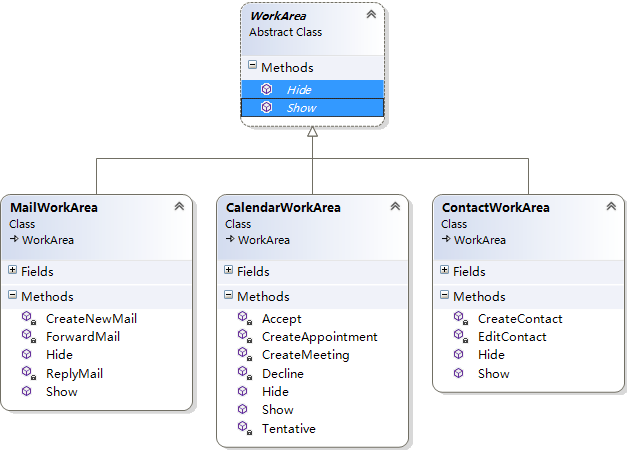 WorkArea
Abstract Class
Methods
Hide
Show
MailWorkArea
Class
WorkArea
Fields
Methods
CreateNewMail
ForwardMail
Hide
ReplyMail
Show
CalendarWorkArea
Class
WorkArea
Fields
Methods
Accept
CreateAppointment
CreateMeeting
Decline
Hide
Show
Tentative
ContactWorkArea
Class
WorkArea
Fields
Methods
CreateContact
EditContact
Hide
Show